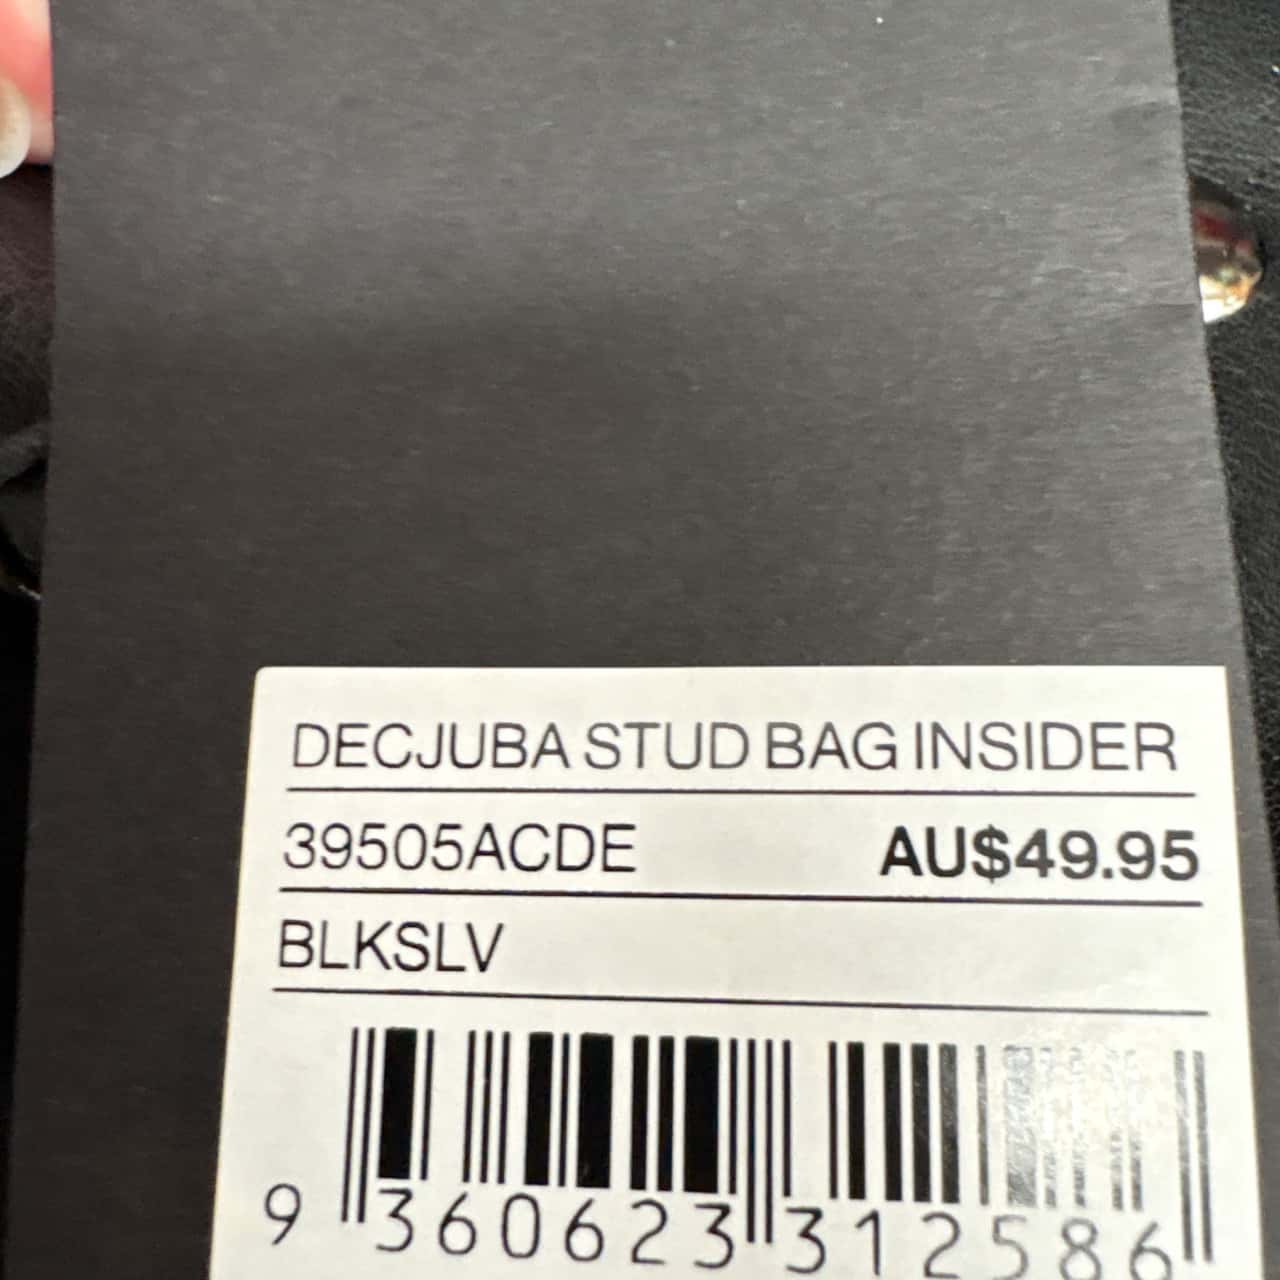 DECJUBA STUD BAG INSIDER
39505ACDE AU$49.95
BLKSLV
9 360623 312586